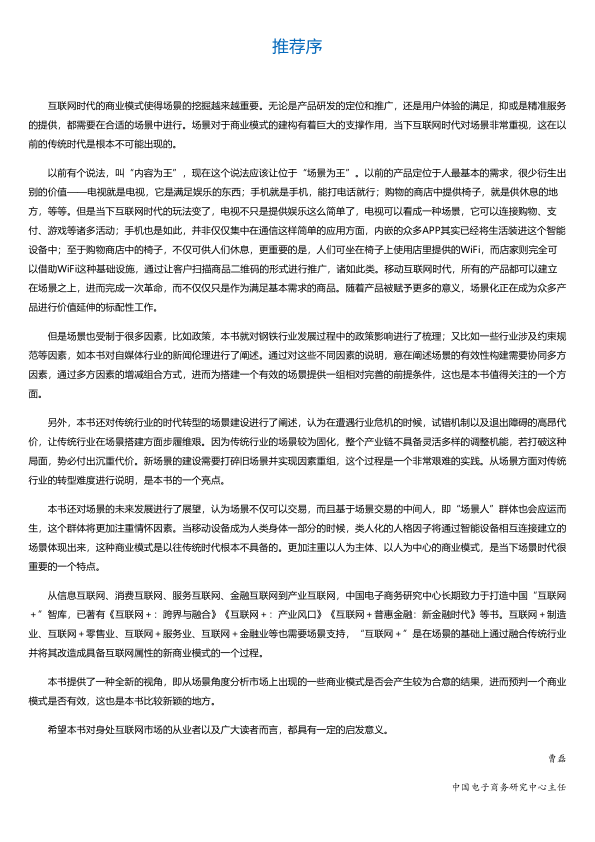 推荐序
互联网时代的商业模式使得场景的挖掘越来越重要。无论是产品研发的定位和推广，还是用户体验的满足，抑或是精准服务
的提供，都需要在合适的场景中进行。场景对于商业模式的建构有着巨大的支撑作用，当下互联网时代对场景非常重视，这在以
前的传统时代是根本不可能出现的。
以前有个说法，叫“内容为王”，现在这个说法应该让位于“场景为王”。以前的产品定位于人最基本的需求，很少衍生出
别的价值——电视就是电视，它是满足娱乐的东西；手机就是手机，能打电话就行；购物的商店中提供椅子，就是供休息的地
方，等等。但是当下互联网时代的玩法变了，电视不只是提供娱乐这么简单了，电视可以看成一种场景，它可以连接购物、支
付、游戏等诸多活动；手机也是如此，并非仅仅集中在通信这样简单的应用方面，内嵌的众多APP其实已经将生活装进这个智能
设备中；至于购物商店中的椅子，不仅可供人们休息，更重要的是，人们可坐在椅子上使用店里提供的WiFi，而店家则完全可
以借助WiFi这种基础设施，通过让客户扫描商品二维码的形式进行推广，诸如此类。移动互联网时代，所有的产品都可以建立
在场景之上，进而完成一次革命，而不仅仅只是作为满足基本需求的商品。随着产品被赋予更多的意义，场景化正在成为众多产
品进行价值延伸的标配性工作。
但是场景也受制于很多因素，比如政策，本书就对钢铁行业发展过程中的政策影响进行了梳理；又比如一些行业涉及约束规
范等因素，如本书对自媒体行业的新闻伦理进行了阐述。通过对这些不同因素的说明，意在阐述场景的有效性构建需要协同多方
因素，通过多方因素的增减组合方式，进而为搭建一个有效的场景提供一组相对完善的前提条件，这也是本书值得关注的一个方
面。
另外，本书还对传统行业的时代转型的场景建设进行了阐述，认为在遭遇行业危机的时候，试错机制以及退出障碍的高昂代
价，让传统行业在场景搭建方面步履维艰。因为传统行业的场景较为固化，整个产业链不具备灵活多样的调整机能，若打破这种
局面，势必付出沉重代价。新场景的建设需要打碎旧场景并实现因素重组，这个过程是一个非常艰难的实践。从场景方面对传统
行业的转型难度进行说明，是本书的一个亮点。
本书还对场景的未来发展进行了展望，认为场景不仅可以交易，而且基于场景交易的中间人，即“场景人”群体也会应运而
生，这个群体将更加注重情怀因素。当移动设备成为人类身体一部分的时候，类人化的人格因子将通过智能设备相互连接建立的
场景体现出来，这种商业模式是以往传统时代根本不具备的。更加注重以人为主体、以人为中心的商业模式，是当下场景时代很
重要的一个特点。
从信息互联网、消费互联网、服务互联网、金融互联网到产业互联网，中国电子商务研究中心长期致力于打造中国“互联网
＋”智库，已著有《互联网＋：跨界与融合》《互联网＋：产业风口》《互联网＋普惠金融：新金融时代》等书。互联网＋制造
业、互联网＋零售业、互联网＋服务业、互联网＋金融业等也需要场景支持，“互联网＋”是在场景的基础上通过融合传统行业
并将其改造成具备互联网属性的新商业模式的一个过程。
本书提供了一种全新的视角，即从场景角度分析市场上出现的一些商业模式是否会产生较为合意的结果，进而预判一个商业
模式是否有效，这也是本书比较新颖的地方。
希望本书对身处互联网市场的从业者以及广大读者而言，都具有一定的启发意义。
曹磊
中国电子商务研究中心主任